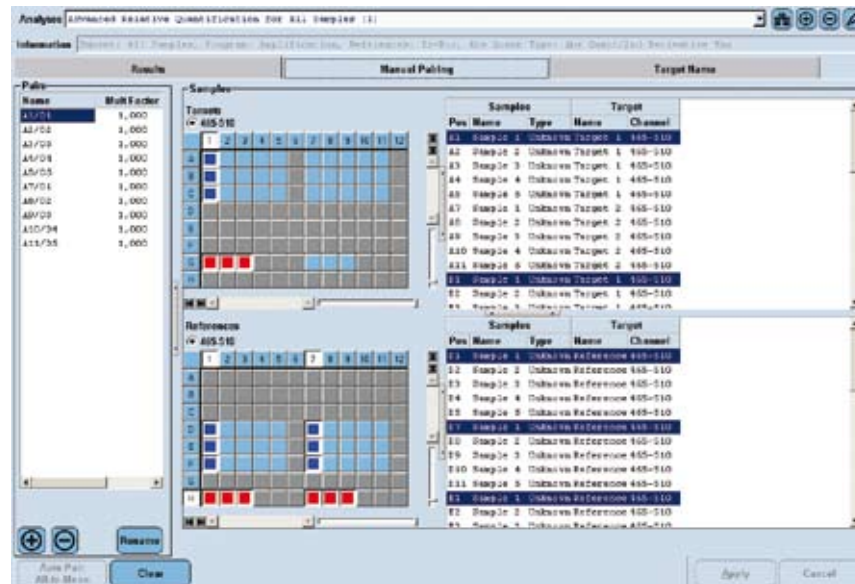 Analyses Advanced Relative Quantification for All Samples (1)
Information
Results Manual Pairing Target Name
Pairs
Name Mult Factor
A1/D1 1,000
A2/D2 1,000
A3/D3 1,000
A4/D4 1,000
A5/D5 1,000
A7/D1 1,000
A8/D2 1,000
A9/D3 1,000
A10/D4 1,000
A11/D5 1,000
Rename
Clear
Samples
Targets
465-510
1 2 3 4 5 6 7 8 9 10 11 12
A
B
C
D
E
F
G
H
Samples Target
Pos Name Type Name Channel
A1 Sample 1 Unknown Target 1 465-510
A2 Sample 2 Unknown Target 1 465-510
A3 Sample 3 Unknown Target 1 465-510
A4 Sample 4 Unknown Target 1 465-510
A5 Sample 5 Unknown Target 1 465-510
A7 Sample 1 Unknown Target 2 465-510
A8 Sample 2 Unknown Target 2 465-510
A9 Sample 3 Unknown Target 2 465-510
A10 Sample 4 Unknown Target 2 465-510
A11 Sample 5 Unknown Target 2 465-510
B1 Sample 1 Unknown Target 1 465-510
B2 Sample 2 Unknown Target 1 465-510
References
465-510
1 2 3 4 5 6 7 8 9 10 11 12
A
B
C
D
E
F
G
H
Samples Target
Pos Name Type Name Channel
D1 Sample 1 Unknown Reference 465-510
D2 Sample 2 Unknown Reference 465-510
D3 Sample 3 Unknown Reference 465-510
D4 Sample 4 Unknown Reference 465-510
D5 Sample 5 Unknown Reference 465-510
D7 Sample 1 Unknown Reference 465-510
D8 Sample 2 Unknown Reference 465-510
D9 Sample 3 Unknown Reference 465-510
D10 Sample 4 Unknown Reference 465-510
D11 Sample 5 Unknown Reference 465-510
E1 Sample 1 Unknown Reference 465-510
E2 Sample 2 Unknown Reference 465-510
Apply Cancel